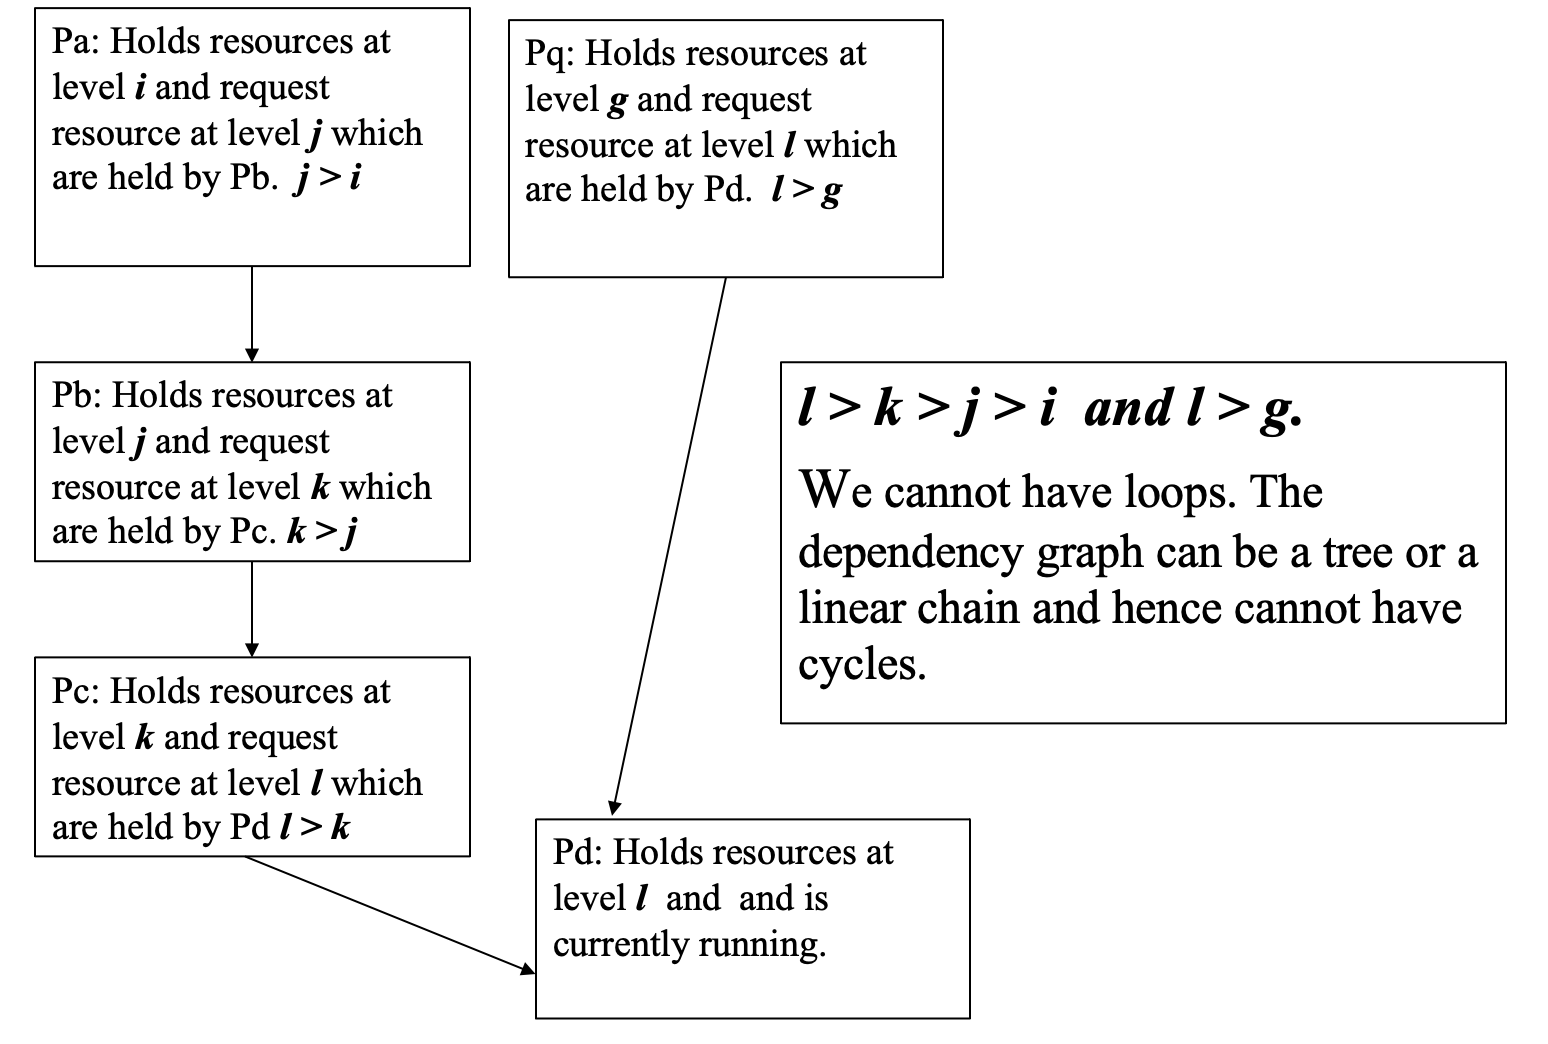 Pa: Holds resources at
level i and request
resource at level j which
are held by Pb. j > i
Pq: Holds resources at
level g and request
resource at level l which
are held by Pd. l > g
Pb: Holds resources at
level j and request
resource at level k which
are held by Pc. k > j
l > k > j > i and l > g.
We cannot have loops. The
dependency graph can be a tree or a
linear chain and hence cannot have
cycles.
Pc: Holds resources at
level k and request
resource at level l which
are held by Pd l > k
Pd: Holds resources at
level l and and is
currently running.